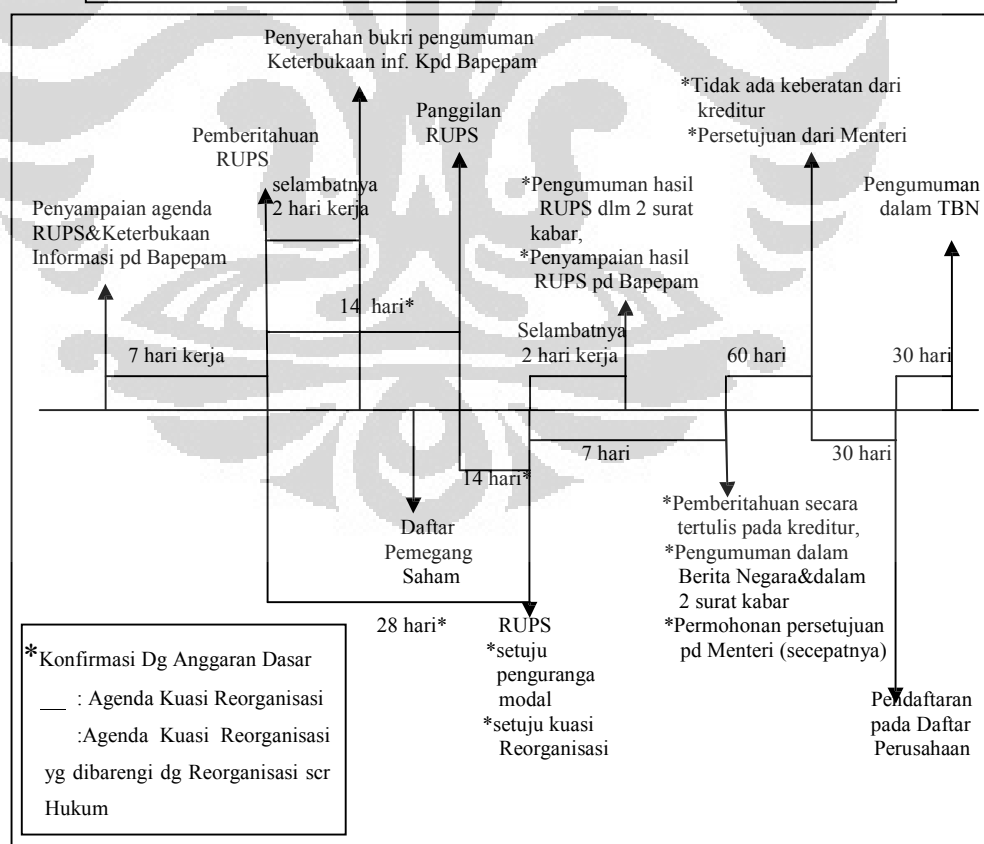 Penyerahan bukri pengumuman
Keterbukaan inf. Kpd Bapepam
*Tidak ada keberatan dari
kreditur
*Persetujuan dari Menteri
Panggilan
RUPS
Pemberitahuan
RUPS
selambatnya
2 hari kerja
*Pengumuman hasil
RUPS dlm 2 surat
kabar,
*Penyampaian hasil
RUPS pd Bapepam
Pengumuman
dalam TBN
Penyampaian agenda
RUPS&Keterbukaan
Informasi pd Bapepam
14 hari*
Selambatnya
2 hari kerja
7 hari kerja
60 hari
30 hari
7 hari
30 hari
14 hari*
Daftar
Pemegang
Saham
*Pemberitahuan secara
tertulis pada kreditur,
*Pengumuman dalam
Berita Negara&dalam
2 surat kabar
*Permohonan persetujuan
pd Menteri (secepatnya)
28 hari*
RUPS
*setuju
penguranga
modal
*setuju kuasi
Reorganisasi
Pendaftaran
pada Daftar
Perusahaan
*Konfirmasi Dg Anggaran Dasar
__ : Agenda Kuasi Reorganisasi
:Agenda Kuasi Reorganisasi
yg dibarengi dg Reorganisasi scr
Hukum